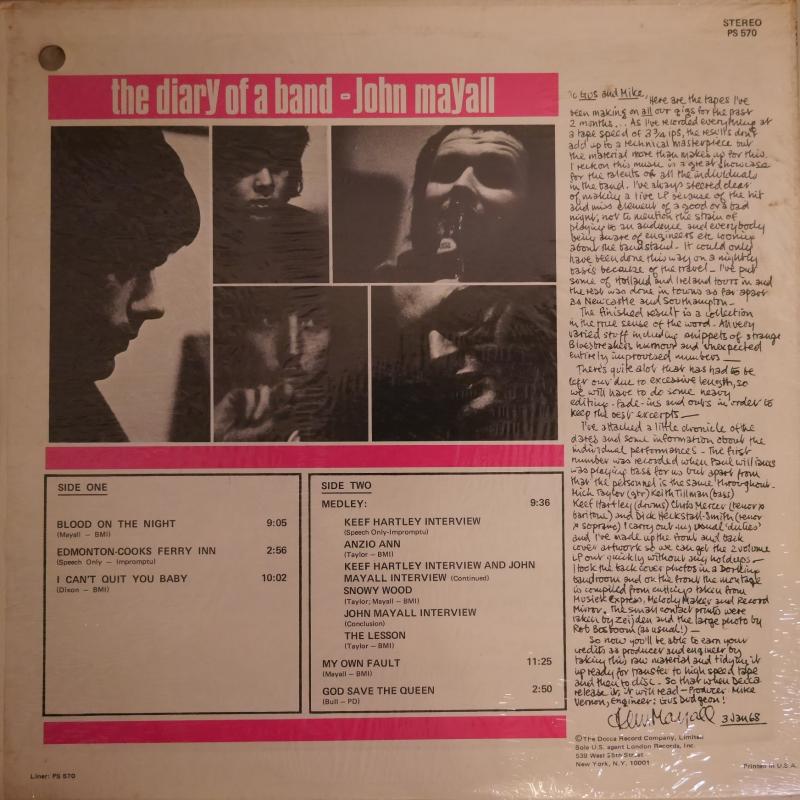 STEREO
PS 570
the diary of a band - John mayall
To Gus and Mike,
Here are the tapes I've
been making on all our gigs for the past
2 months... As I've recorded everything at
a tape speed of 3¾ ips, the results don't
add up to a technical masterpiece but
the material more than makes up for this.
I reckon this music is a great showcase
for the talents of all the individuals
in the band. I've always steered clear
of making a live LP because of the hit
and miss element of a good or a bad
night, not to mention the strain of
playing to an audience and everybody
being aware of engineers etc looning
about the bandstand. It could only
have been done this way on a nightly
basis because of the travel - I've put
some of Holland and Ireland tours in and
the rest was done in towns as far apart
as Newcastle and Southampton -
The finished result is a collection
in the true sense of the word. All very
varied stuff including snippets of strange
Bluesbreakers humour and unexpected
entirely improvised numbers —
There's quite alot that has had to be
left out due to excessive length, so
we will have to do some heavy
editing - fade-ins and outs in order to
keep the best excerpts —
I've attached a little chronicle of the
dates and some information about the
individual performances - The first
number was recorded when Paul Williams
was playing bass for us but apart from
that the personnel is the same throughout -
Mick Taylor (gtr) Keith Tillman (bass)
Keef Hartley (drums) Chris Mercer (tenor &
baritone) and Dick Heckstall-Smith (tenor
& soprano) I carry out my usual 'duties'
and I've made up the front and back
cover artwork so we can get the 2 volume
LP out quickly without any holdups -
I took the back cover photos in a Dortling
bandroom and on the front the montage
is compiled from cuttings taken from
Musick Express, Melody Maker and Record
Mirror. The small contact prints were
taken by Zeijden and the large photo by
Rob Bosboom (as usual!) —
So now you'll be able to earn your
credits as producer and engineer by
taking this raw material and tidying it
up ready for transfer to high speed tape
and then to disc. So that when Decca
release it, it will read - Producer Mike
Vernon, Engineer: Gus Dudgeon!
John Mayall 3 Jan 68
SIDE ONE
BLOOD ON THE NIGHT 9:05
(Mayall – BMI)
EDMONTON-COOKS FERRY INN 2:56
(Speech Only – Impromptu)
I CAN'T QUIT YOU BABY 10:02
(Dixon – BMI)
SIDE TWO
MEDLEY: 9:36
KEEF HARTLEY INTERVIEW
(Speech Only-Impromptu)
ANZIO ANN
(Taylor – BMI)
KEEF HARTLEY INTERVIEW AND JOHN
MAYALL INTERVIEW (Continued)
SNOWY WOOD
(Taylor; Mayall – BMI)
JOHN MAYALL INTERVIEW
(Conclusion)
THE LESSON
(Taylor – BMI)
MY OWN FAULT 11:25
(Mayall – BMI)
GOD SAVE THE QUEEN 2:50
(Bull – PD)
©The Decca Record Company, Limited
Sole U.S. agent London Records, Inc.
539 West 25th Street
New York, N.Y. 10001
Printed in U.S.A.
Liner: PS 570